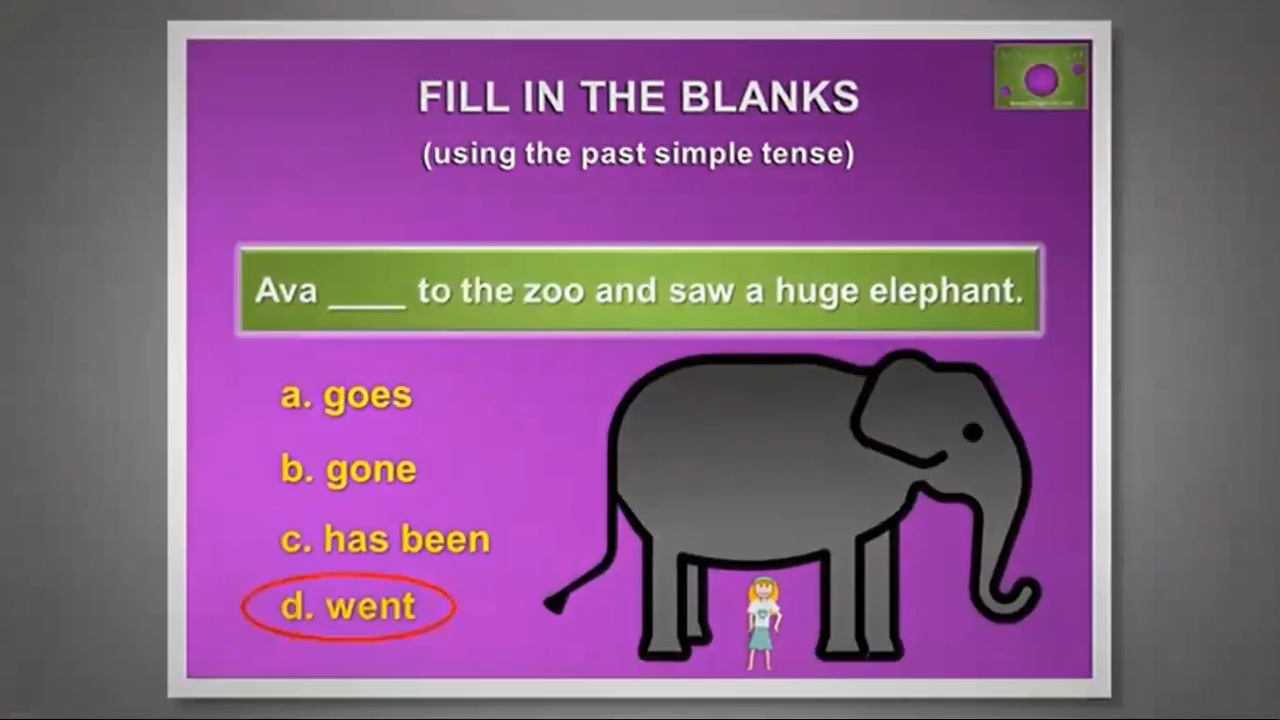 FILL IN THE BLANKS
(using the past simple tense)
Ava ____ to the zoo and saw a huge elephant.
a. goes
b. gone
c. has been
d. went